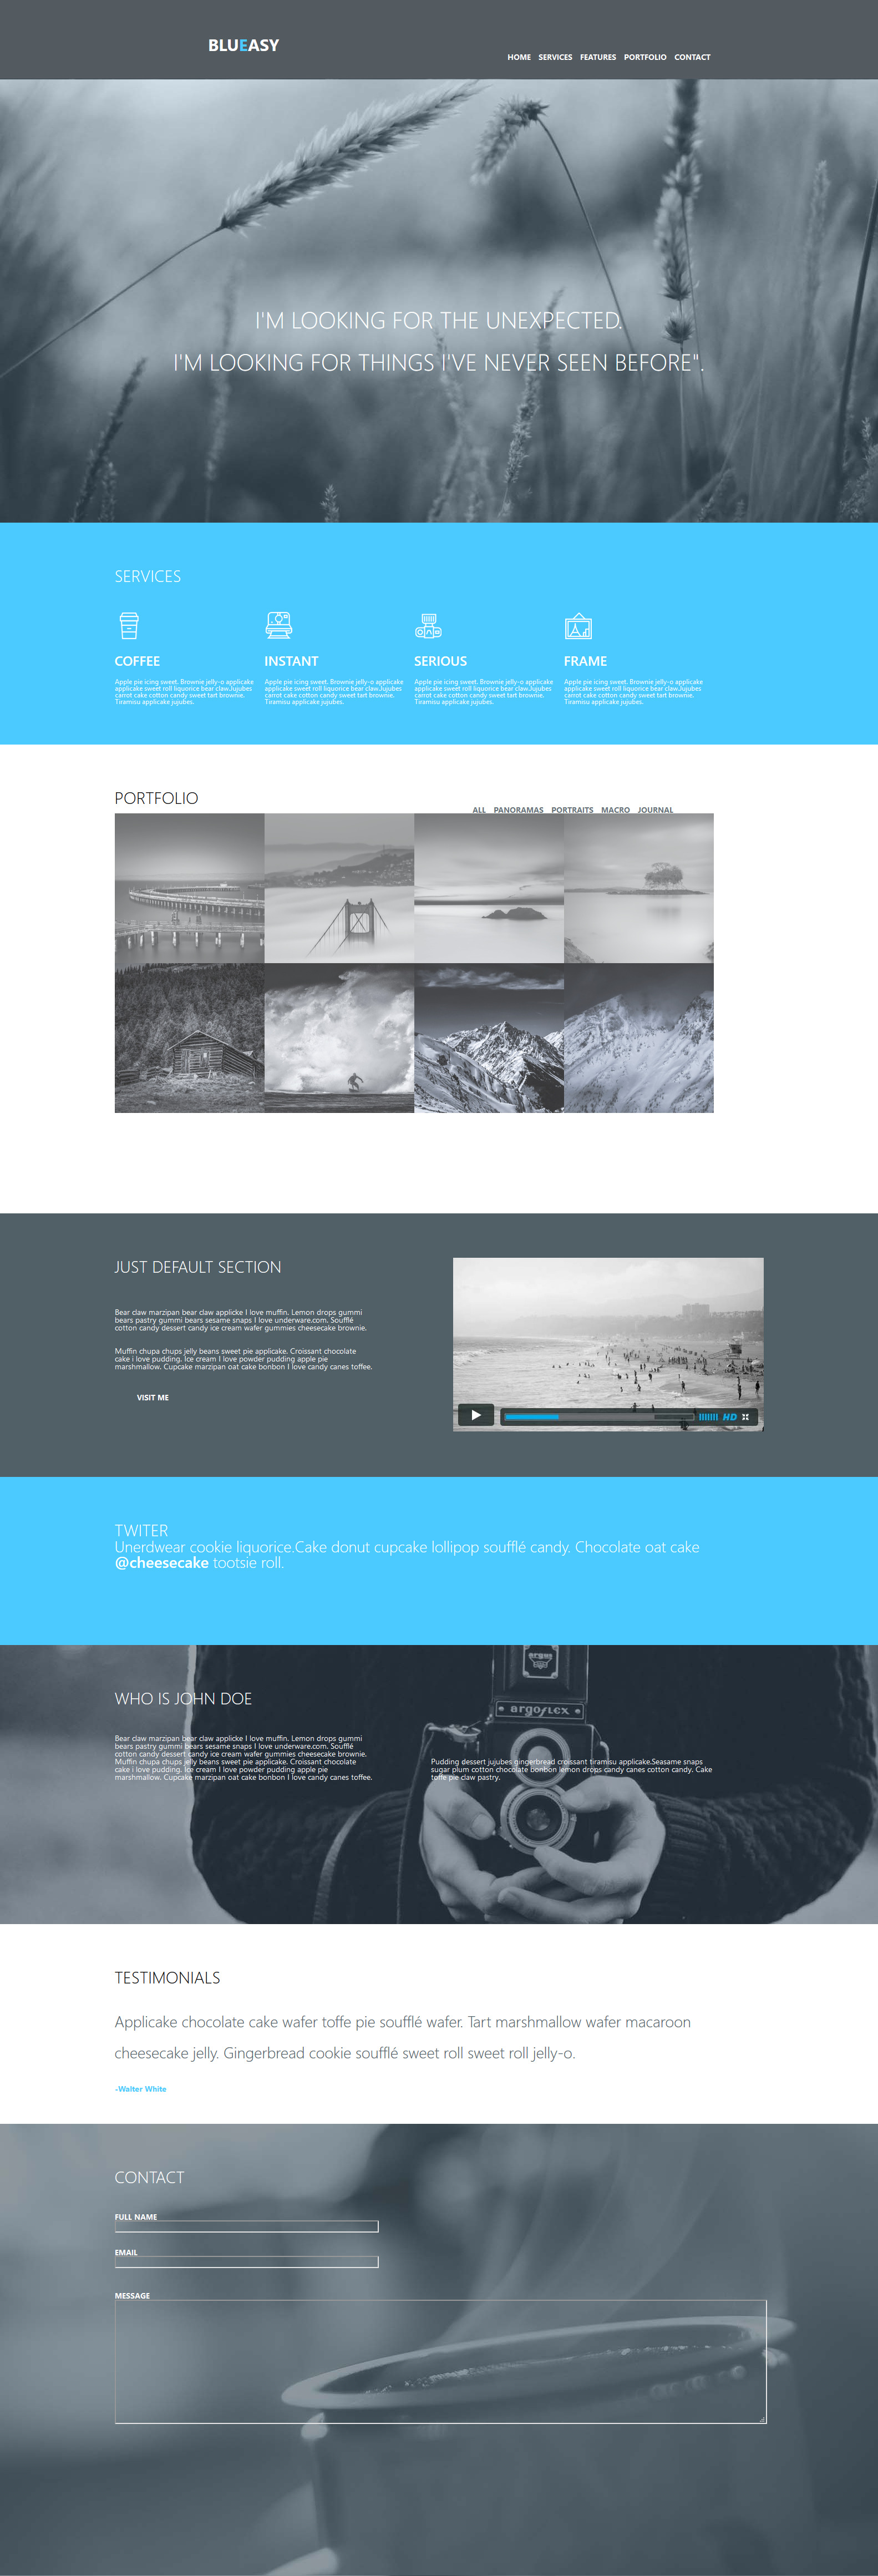 BLUEASY
HOME SERVICES FEATURES PORTFOLIO CONTACT
I'M LOOKING FOR THE UNEXPECTED.
I'M LOOKING FOR THINGS I'VE NEVER SEEN BEFORE".
SERVICES
COFFEE
Apple pie icing sweet. Brownie jelly-o applicake
applicake sweet roll liquorice bear claw.Jujubes
carrot cake cotton candy sweet tart brownie.
Tiramisu applicake jujubes.
INSTANT
Apple pie icing sweet. Brownie jelly-o applicake
applicake sweet roll liquorice bear claw.Jujubes
carrot cake cotton candy sweet tart brownie.
Tiramisu applicake jujubes.
SERIOUS
Apple pie icing sweet. Brownie jelly-o applicake
applicake sweet roll liquorice bear claw.Jujubes
carrot cake cotton candy sweet tart brownie.
Tiramisu applicake jujubes.
FRAME
Apple pie icing sweet. Brownie jelly-o applicake
applicake sweet roll liquorice bear claw.Jujubes
carrot cake cotton candy sweet tart brownie.
Tiramisu applicake jujubes.
PORTFOLIO
ALL PANORAMAS PORTRAITS MACRO JOURNAL
JUST DEFAULT SECTION
Bear claw marzipan bear claw applicke I love muffin. Lemon drops gummi
bears pastry gummi bears sesame snaps I love underware.com. Soufflé
cotton candy dessert candy ice cream wafer gummies cheesecake brownie.
Muffin chupa chups jelly beans sweet pie applicake. Croissant chocolate
cake i love pudding. Ice cream I love powder pudding apple pie
marshmallow. Cupcake marzipan oat cake bonbon I love candy canes toffee.
VISIT ME
HD
TWITER
Unerdwear cookie liquorice.Cake donut cupcake lollipop soufflé candy. Chocolate oat cake
@cheesecake tootsie roll.
argus
argoflex
WHO IS JOHN DOE
Bear claw marzipan bear claw applicke I love muffin. Lemon drops gummi
bears pastry gummi bears sesame snaps I love underware.com. Soufflé
cotton candy dessert candy ice cream wafer gummies cheesecake brownie.
Muffin chupa chups jelly beans sweet pie applicake. Croissant chocolate
cake i love pudding. Ice cream I love powder pudding apple pie
marshmallow. Cupcake marzipan oat cake bonbon I love candy canes toffee.
Pudding dessert jujubes gingerbread croissant tiramisu applicake.Seasame snaps
sugar plum cotton chocolate bonbon lemon drops candy canes cotton candy. Cake
toffe pie claw pastry.
TESTIMONIALS
Applicake chocolate cake wafer toffe pie soufflé wafer. Tart marshmallow wafer macaroon
cheesecake jelly. Gingerbread cookie soufflé sweet roll sweet roll jelly-o.
-Walter White
CONTACT
FULL NAME
EMAIL
MESSAGE